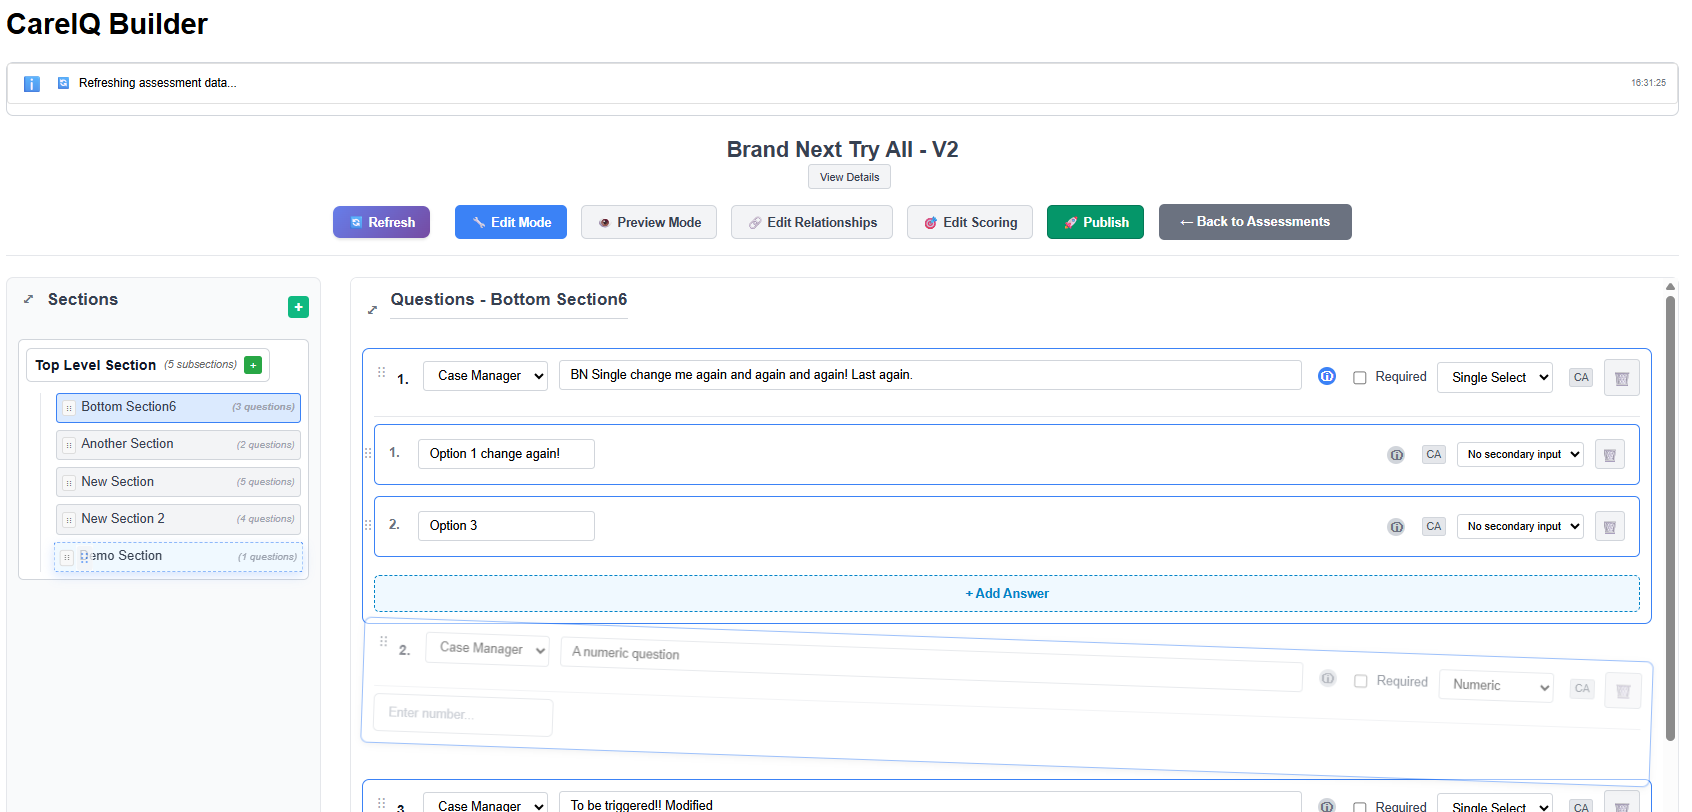 CareIQ Builder
Refreshing assessment data...
16:31:25
Brand Next Try All - V2
View Details
Refresh
Edit Mode
Preview Mode
Edit Relationships
Edit Scoring
Publish
← Back to Assessments
Sections
+
Top Level Section (5 subsections) +
Bottom Section6 (3 questions)
Another Section (2 questions)
New Section (5 questions)
New Section 2 (4 questions)
Demo Section (1 questions)
Questions - Bottom Section6
1. Case Manager BN Single change me again and again and again! Last again. Required Single Select CA
1. Option 1 change again! CA No secondary input
2. Option 3 CA No secondary input
+ Add Answer
2. Case Manager A numeric question Required Numeric CA
Enter number...
3. Case Manager To be triggered!! Modified Required Single Select CA